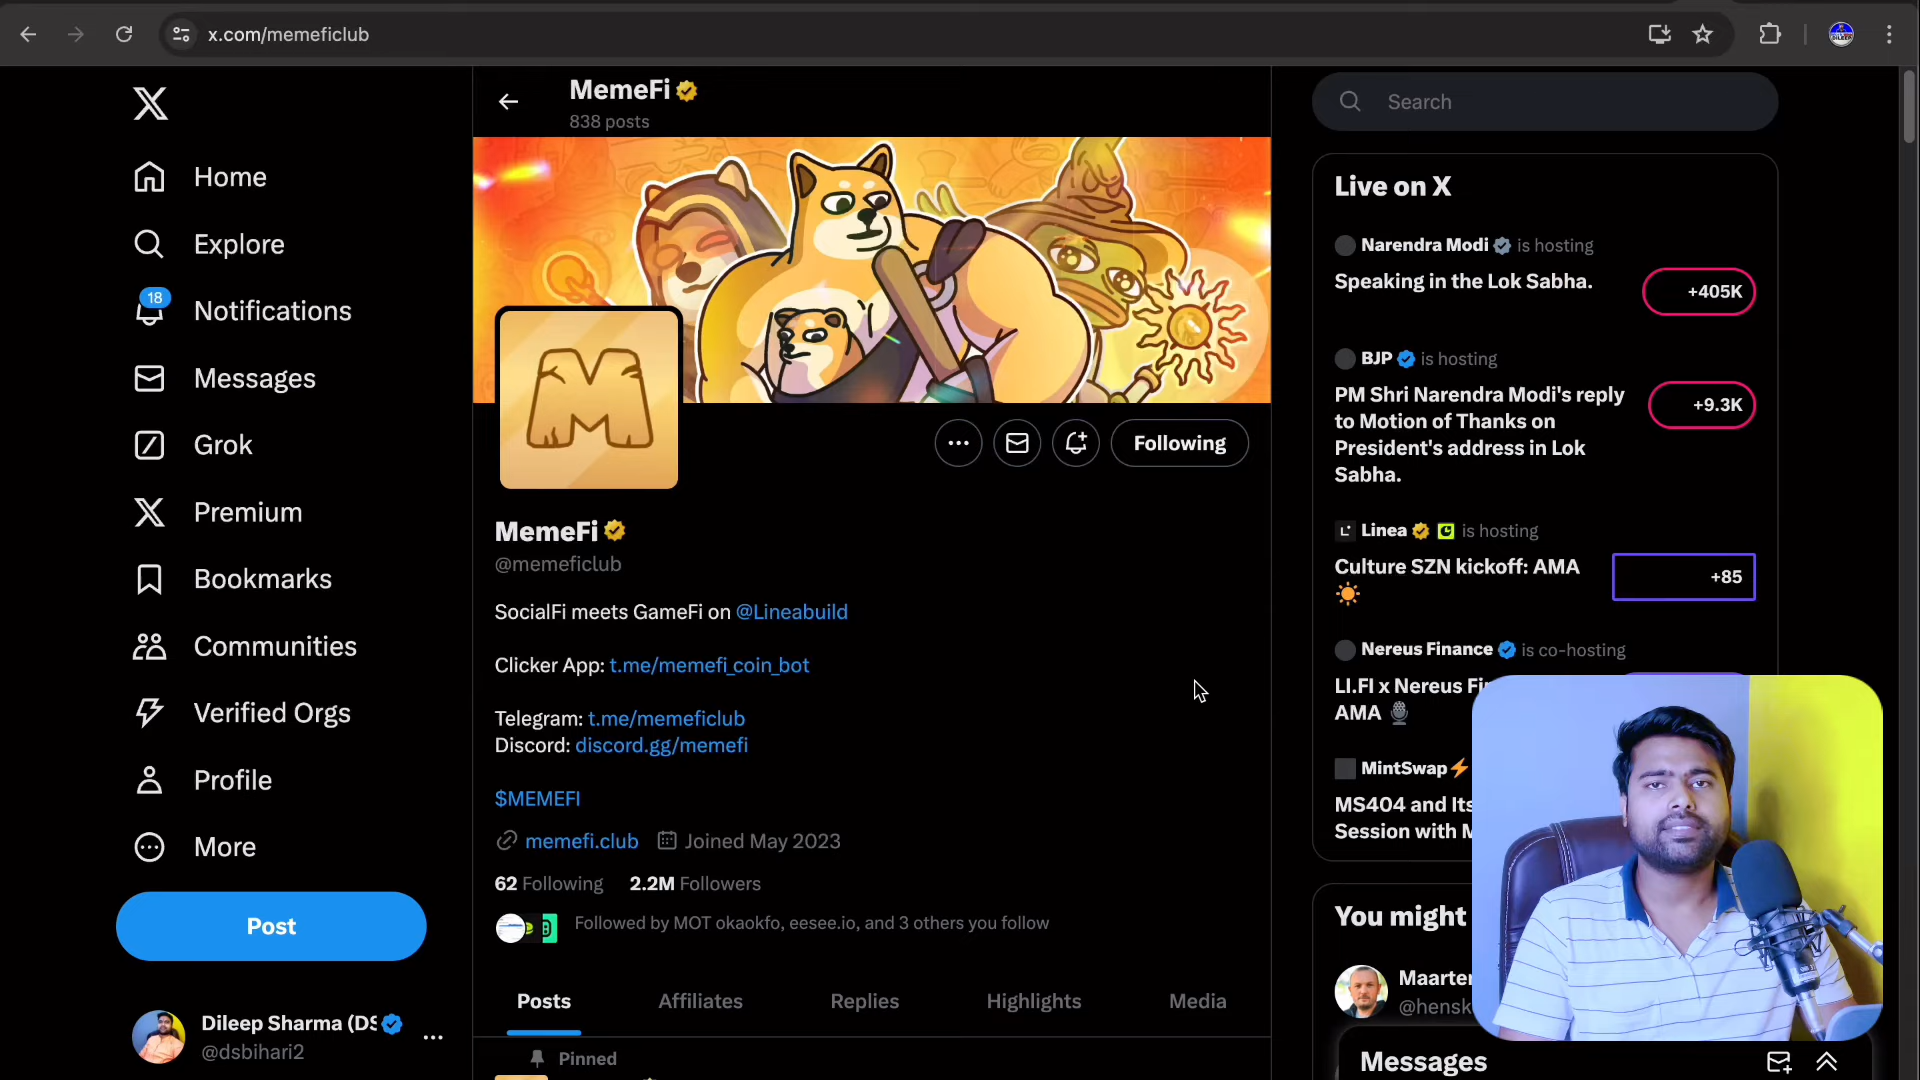 x.com/memeficlub
MemeFi
838 posts
Search
Home
Explore
18
Notifications
Messages
Grok
Premium
Bookmarks
Communities
Verified Orgs
Profile
More
Post
Dileep Sharma (DS
@dsbihari2
M
Following
MemeFi
@memeficlub
SocialFi meets GameFi on @Lineabuild
Clicker App: t.me/memefi_coin_bot
Telegram: t.me/memeficlub
Discord: discord.gg/memefi
$MEMEFI
memefi.club Joined May 2023
62 Following 2.2M Followers
Followed by MOT okaokfo, eesee.io, and 3 others you follow
Posts Affiliates Replies Highlights Media
Pinned
Live on X
Narendra Modi is hosting
Speaking in the Lok Sabha.
+405K
BJP is hosting
PM Shri Narendra Modi's reply
to Motion of Thanks on
President's address in Lok
Sabha.
+9.3K
Linea is hosting
Culture SZN kickoff: AMA
+85
Nereus Finance is co-hosting
LI.FI x Nereus
AMA
MintSwap
MS404 and Its
Session with
You might
Maarten
@hensk
Messages